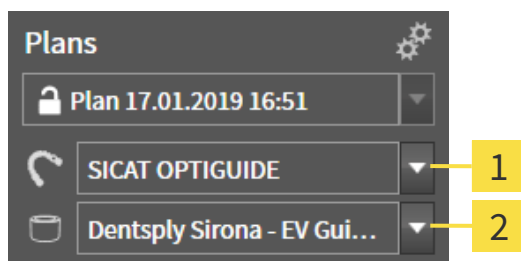 Plans
Plan 17.01.2019 16:51
SICAT OPTIGUIDE 1
Dentsply Sirona - EV Gui... 2